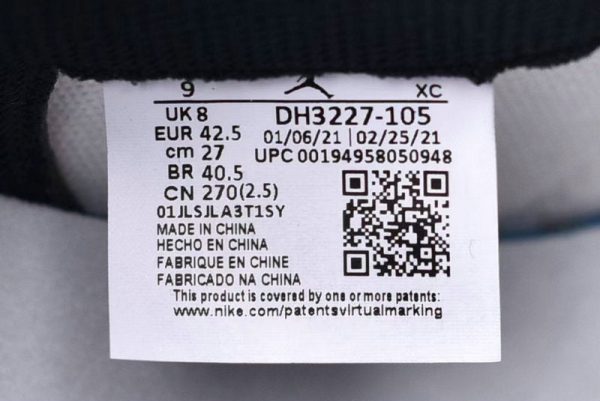 9 XC
UK 8 DH3227-105
EUR 42.5 01/06/21 | 02/25/21
cm 27 UPC 00194958050948
BR 40.5
CN 270(2.5)
01JLSJLA3T1SY
MADE IN CHINA
HECHO EN CHINA
FABRIQUE EN CHINE
FABRICADO NA CHINA
This product is covered by one or more patents:
www.nike.com/patentsvirtualmarking